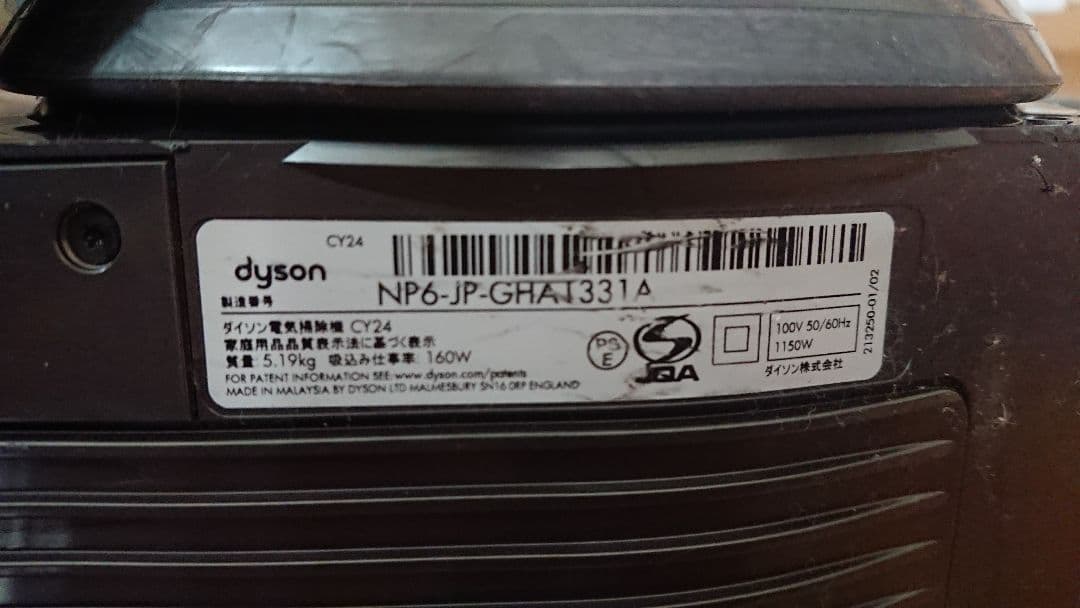 CY24
dyson
製造番号
NP6-JP-GHA1331A
ダイソン電気掃除機 CY24
家庭用品品質表示法に基づく表示
質量 5.19kg 吸込み仕事率 160W
FOR PATENT INFORMATION SEE: www.dyson.com/patents
MADE IN MALAYSIA BY DYSON LTD MALMESBURY SN16 0RP ENGLAND
PS
E
JQA
100V 50/60Hz
1150W
ダイソン株式会社
213250-01/02